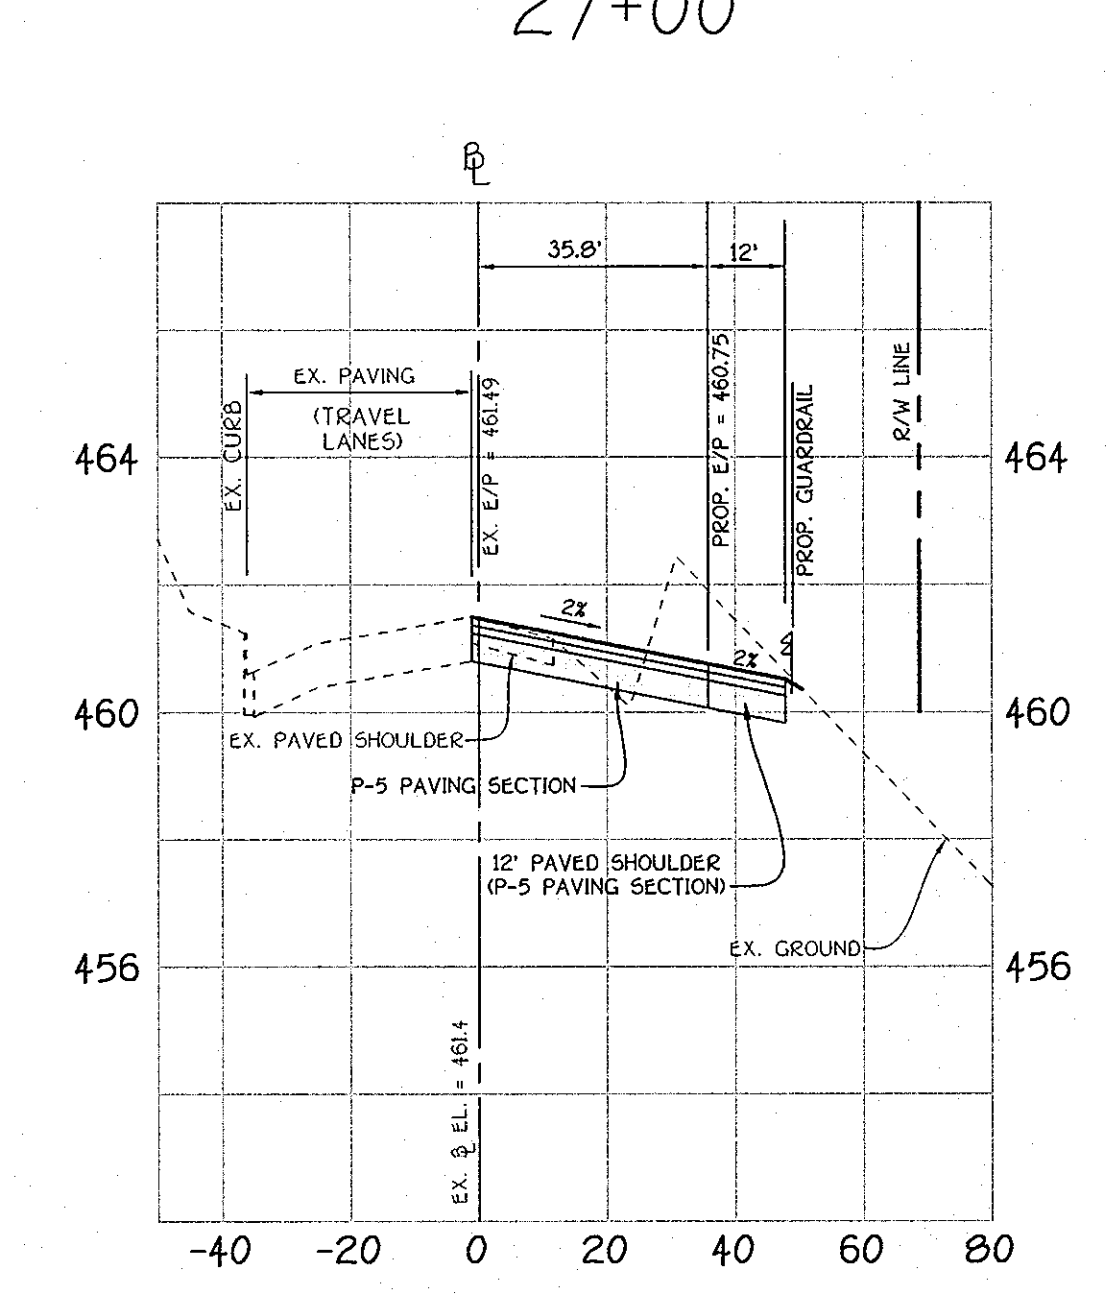 27+00
BL
35.8'
12'
EX. PAVING
(TRAVEL
LANES)
EX. CURB
EX. E/P = 461.49
PROP. E/P = 460.75
PROP. GUARDRAIL
R/W LINE
464
464
2%
2%
460
460
EX. PAVED SHOULDER
P-5 PAVING SECTION
12' PAVED SHOULDER
(P-5 PAVING SECTION)
EX. GROUND
456
456
EX. BL EL. = 461.4
-40
-20
0
20
40
60
80